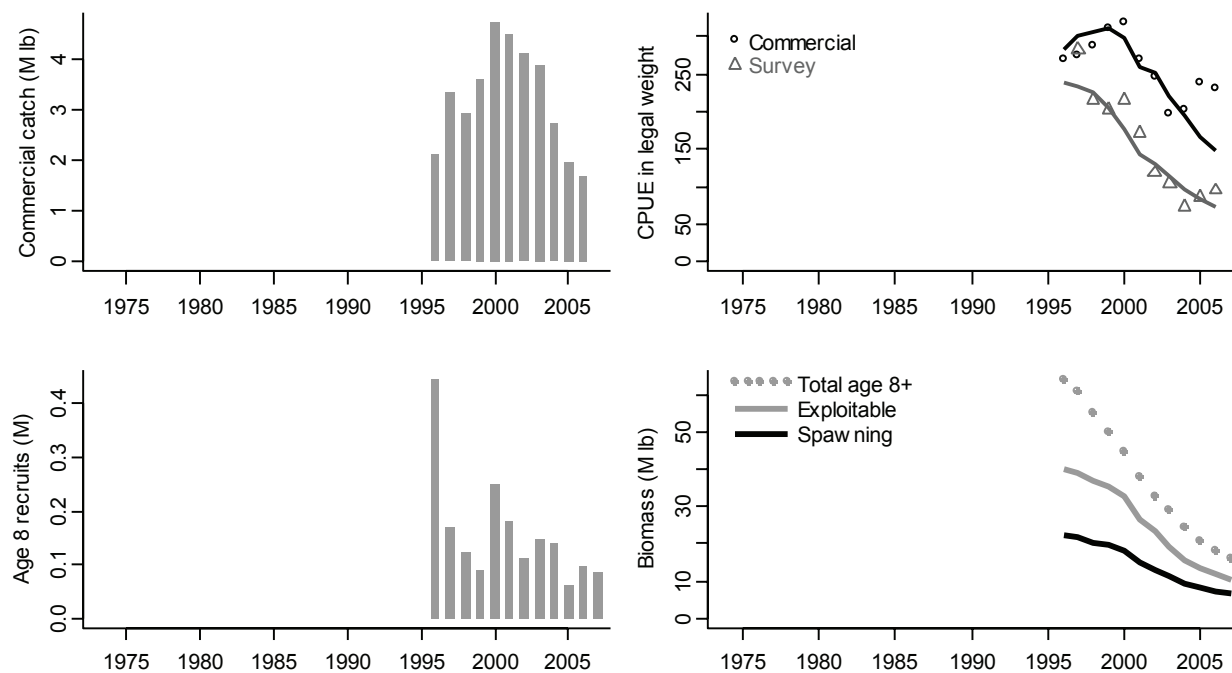 Commercial catch (M lb)
4
3
2
1
0
1975 1980 1985 1990 1995 2000 2005
CPUE in legal weight
250
150
50
0
Commercial
Survey
1975 1980 1985 1990 1995 2000 2005
Age 8 recruits (M)
0.4
0.3
0.2
0.1
0.0
1975 1980 1985 1990 1995 2000 2005
Biomass (M lb)
50
30
10
0
Total age 8+
Exploitable
Spawning
1975 1980 1985 1990 1995 2000 2005